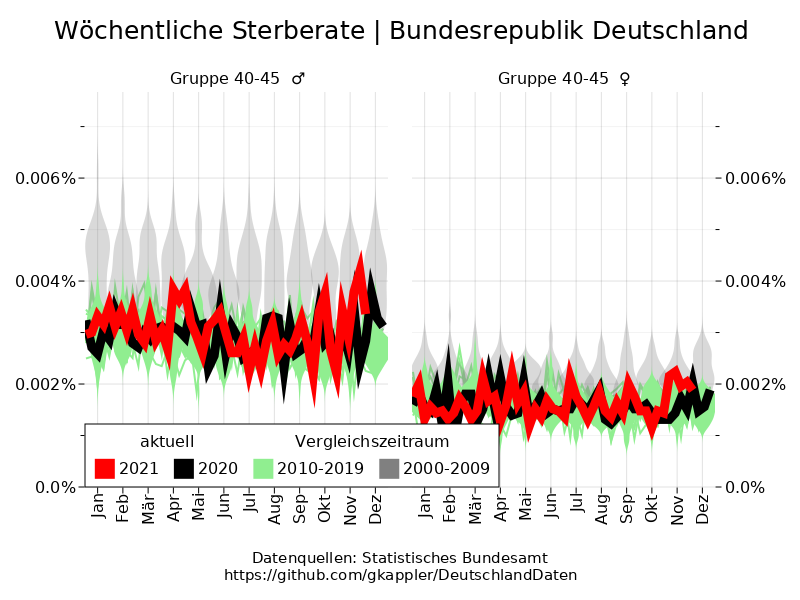 Wöchentliche Sterberate | Bundesrepublik Deutschland
Gruppe 40-45 ♂
Gruppe 40-45 ♀
0.006%
0.004%
0.002%
0.0%
0.006%
0.004%
0.002%
0.0%
aktuell
Vergleichszeitraum
2021
2020
2010-2019
2000-2009
Jan
Feb
Mär
Apr
Mai
Jun
Jul
Aug
Sep
Okt
Nov
Dez
Jan
Feb
Mär
Apr
Mai
Jun
Jul
Aug
Sep
Okt
Nov
Dez
Datenquellen: Statistisches Bundesamt
https://github.com/gkappler/DeutschlandDaten